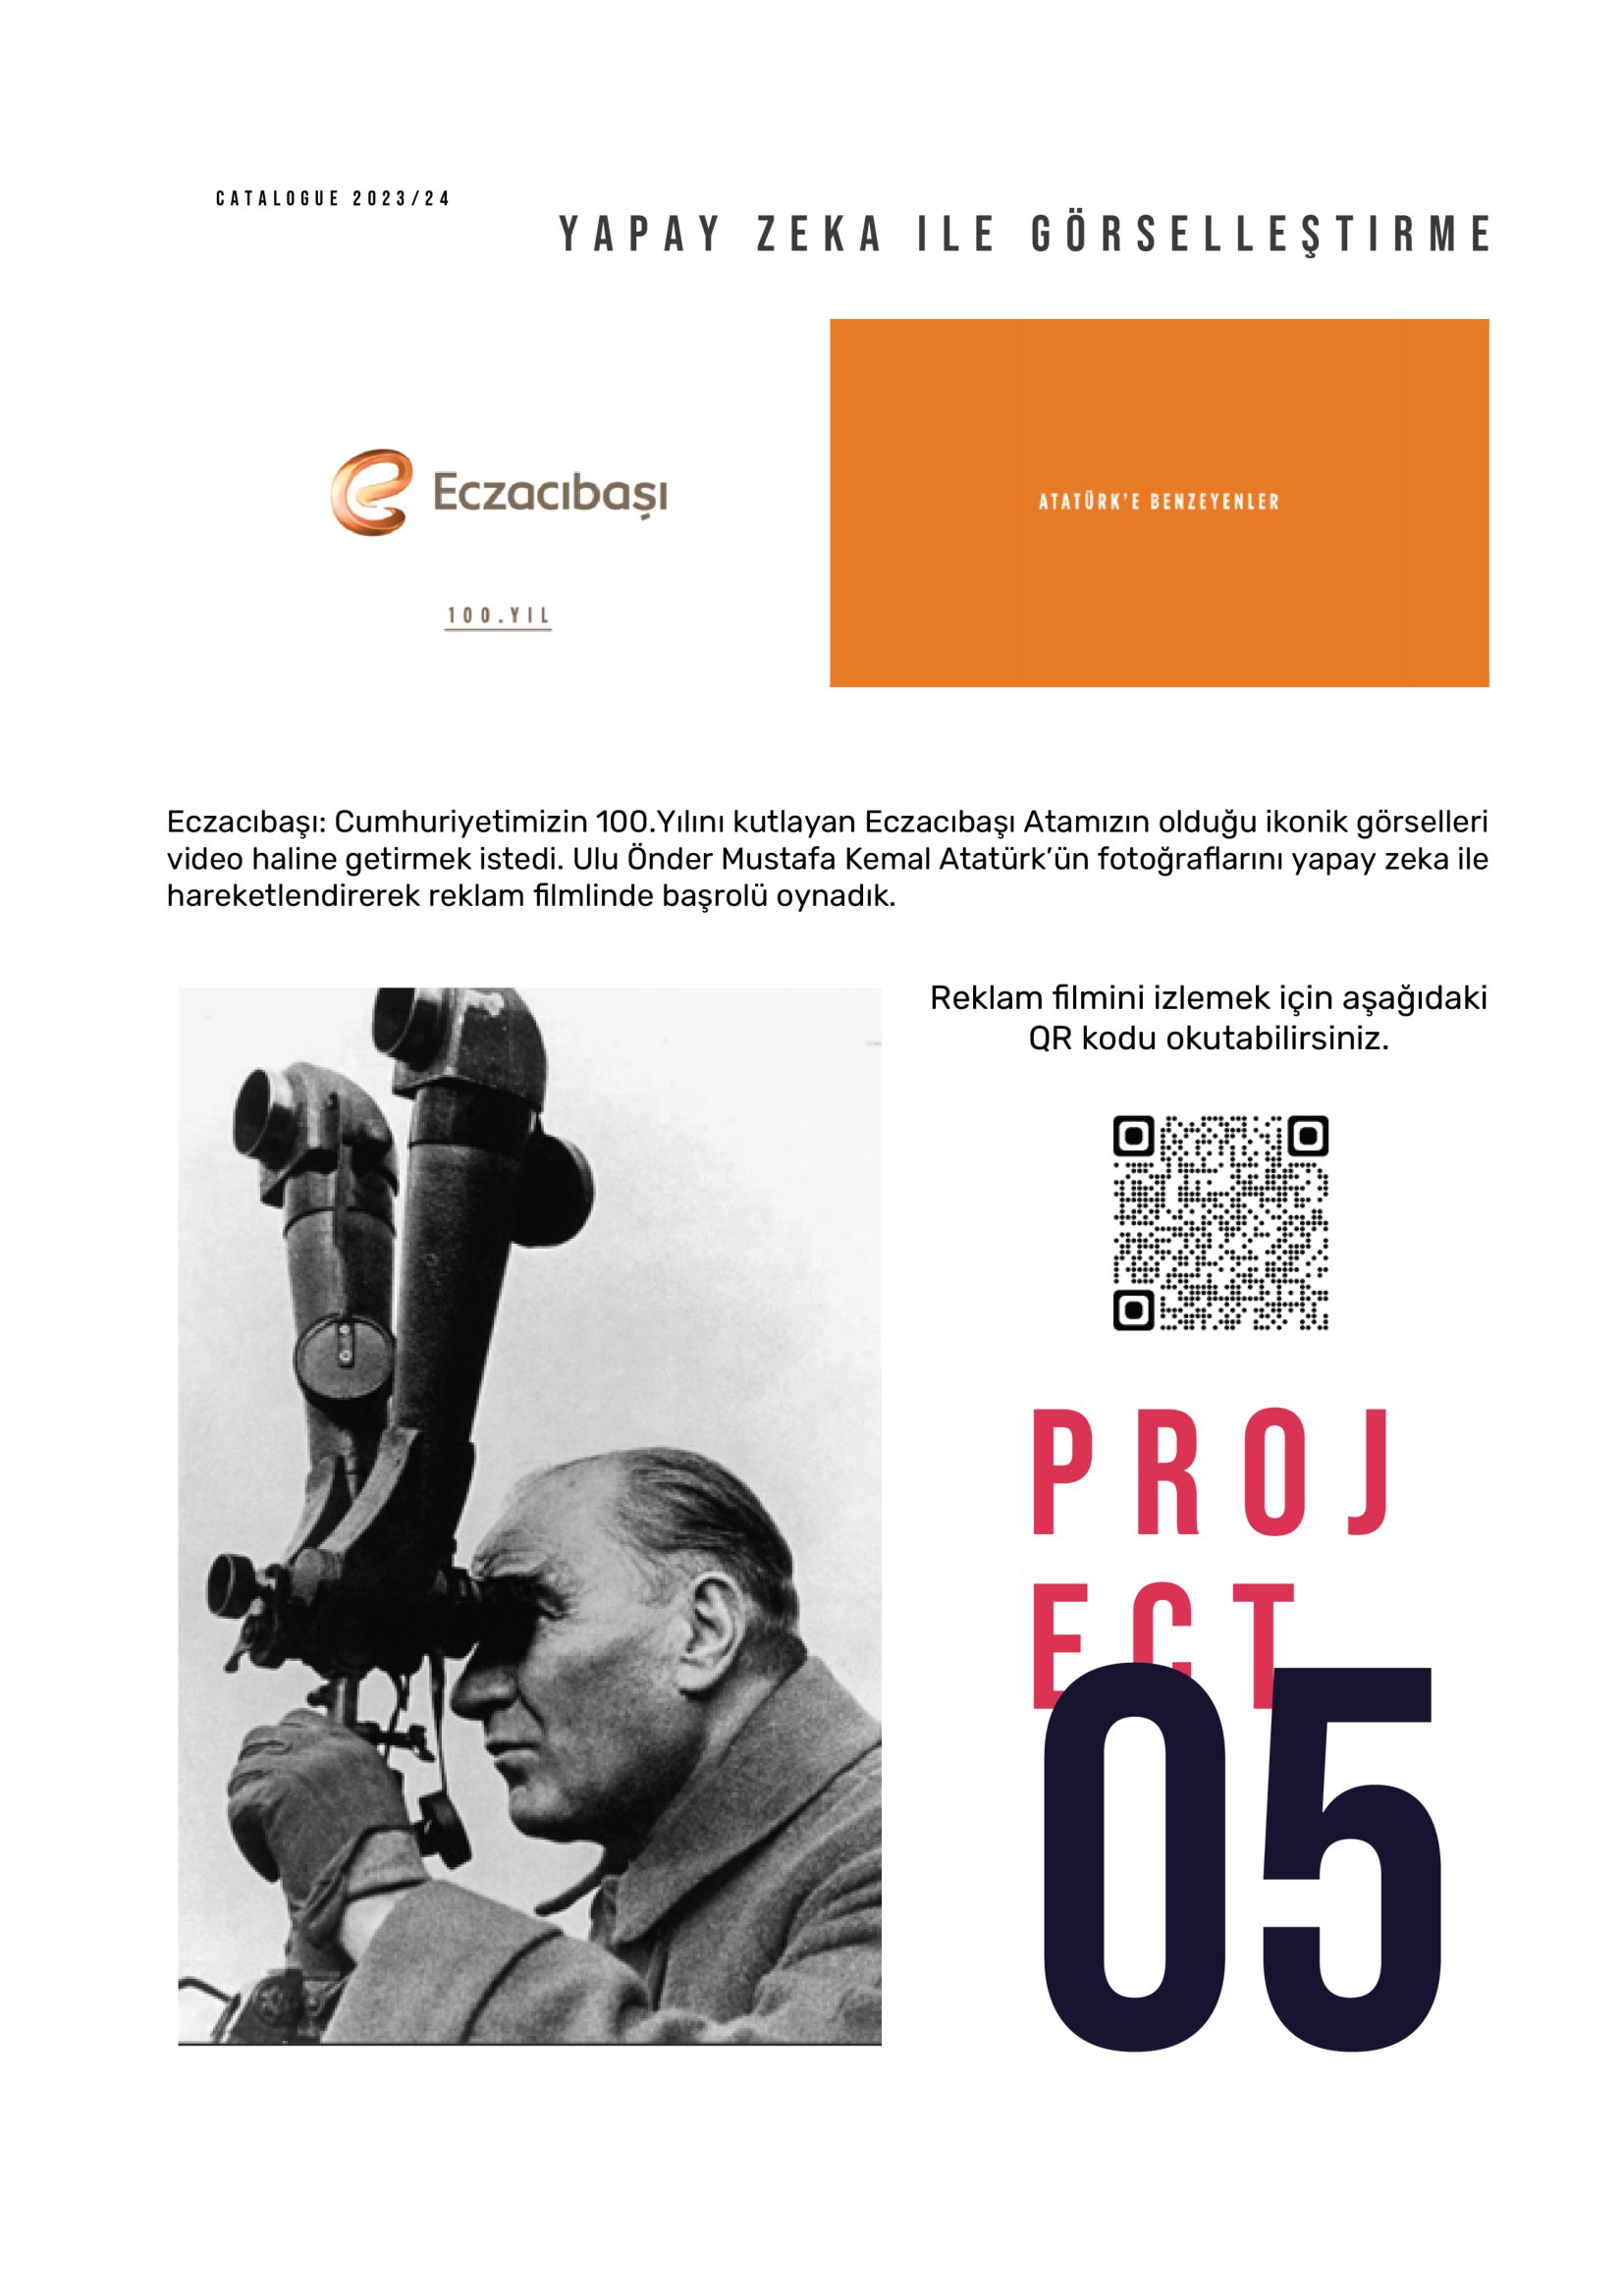 CATALOGUE 2023/24
YAPAY ZEKA ILE GÖRSELLEŞTIRME
Eczacıbaşı
100.YIL
ATATÜRK'E BENZEYENLER
Eczacıbaşı: Cumhuriyetimizin 100.Yılını kutlayan Eczacıbaşı Atamızın olduğu ikonik görselleri
video haline getirmek istedi. Ulu Önder Mustafa Kemal Atatürk'ün fotoğraflarını yapay zeka ile
hareketlendirerek reklam filmlinde başrolü oynadık.
Reklam filmini izlemek için aşağıdaki
QR kodu okutabilirsiniz.
PROJ
ECT
05